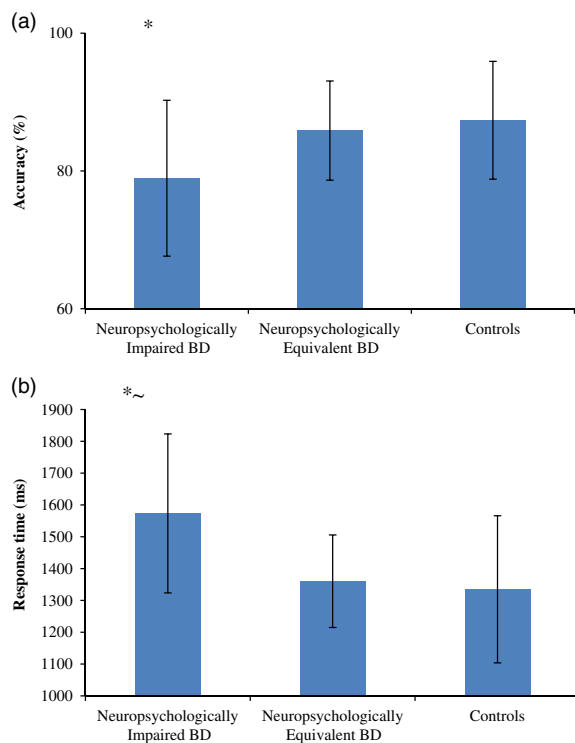 (a)
*
100
80
60
Accuracy (%)
Neuropsychologically
Impaired BD
Neuropsychologically
Equivalent BD
Controls
(b)
*~
1900
1800
1700
1600
1500
1400
1300
1200
1100
1000
Response time (ms)
Neuropsychologically
Impaired BD
Neuropsychologically
Equivalent BD
Controls